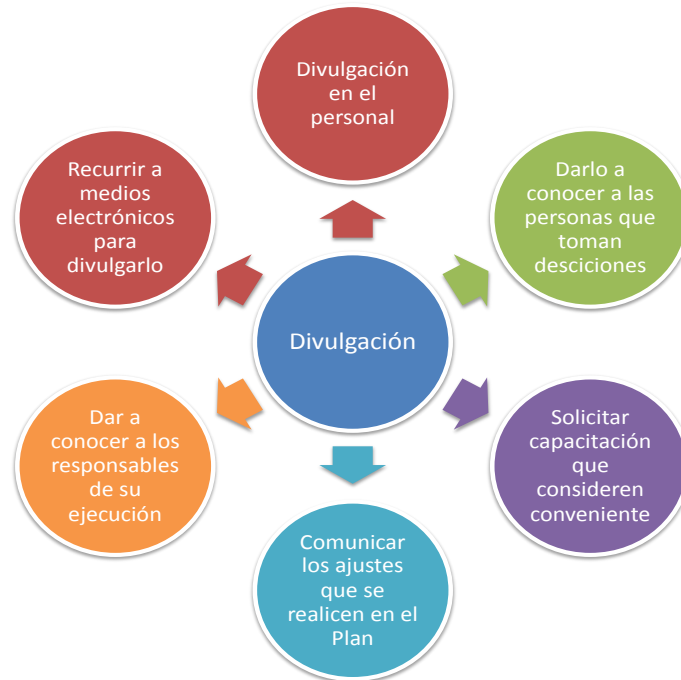 Divulgación
en el
personal
Recurrir a
medios
electrónicos
para
divulgarlo
Darlo a
conocer a las
personas que
toman
desciciones
Divulgación
Dar a
conocer a los
responsables
de su
ejecución
Solicitar
capacitación
que
consideren
conveniente
Comunicar
los ajustes
que se
realicen en el
Plan